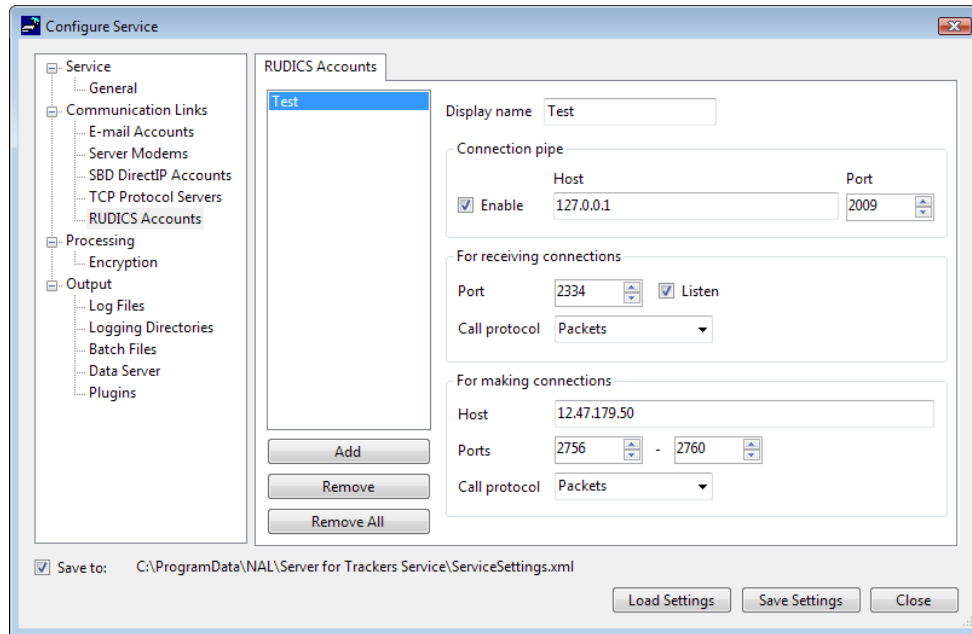 Configure Service
Service
General
Communication Links
E-mail Accounts
Server Modems
SBD DirectIP Accounts
TCP Protocol Servers
RUDICS Accounts
Processing
Encryption
Output
Log Files
Logging Directories
Batch Files
Data Server
Plugins
RUDICS Accounts
Test
Add
Remove
Remove All
Display name Test
Connection pipe
Host Port
Enable 127.0.0.1 2009
For receiving connections
Port 2334 Listen
Call protocol Packets
For making connections
Host 12.47.179.50
Ports 2756 - 2760
Call protocol Packets
Save to: C:\ProgramData\NAL\Server for Trackers Service\ServiceSettings.xml
Load Settings Save Settings Close